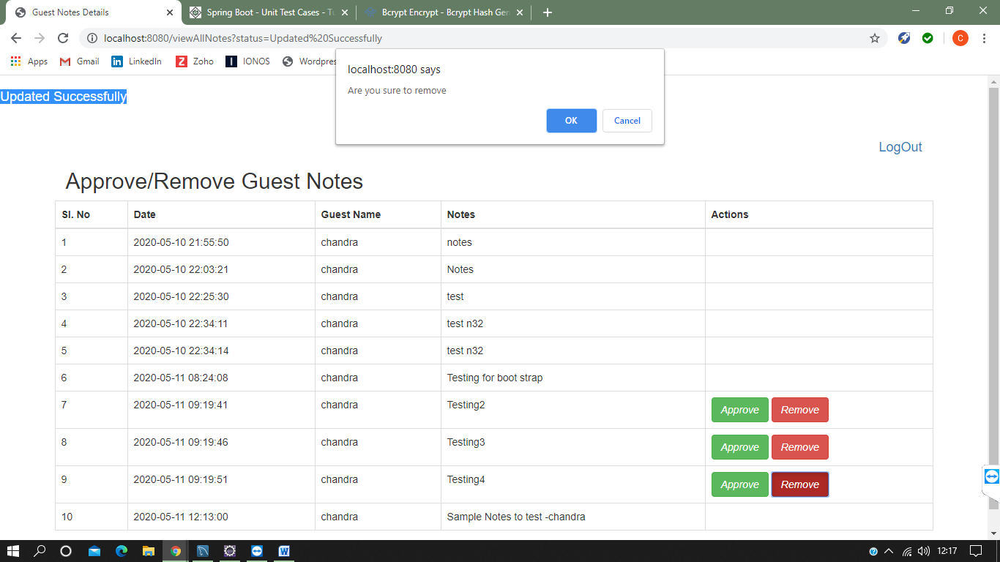 Guest Notes Details
Spring Boot - Unit Test Cases - Tu
Bcrypt Encrypt - Bcrypt Hash Gen
localhost:8080/viewAllNotes?status=Updated%20Successfully
C
Apps
Gmail
LinkedIn
Zoho
IONOS
Wordpres
localhost:8080 says
Are you sure to remove
OK Cancel
Updated Successfully
LogOut
Approve/Remove Guest Notes
Sl. No Date Guest Name Notes Actions
1 2020-05-10 21:55:50 chandra notes
2 2020-05-10 22:03:21 chandra Notes
3 2020-05-10 22:25:30 chandra test
4 2020-05-10 22:34:11 chandra test n32
5 2020-05-10 22:34:14 chandra test n32
6 2020-05-11 08:24:08 chandra Testing for boot strap
7 2020-05-11 09:19:41 chandra Testing2 Approve Remove
8 2020-05-11 09:19:46 chandra Testing3 Approve Remove
9 2020-05-11 09:19:51 chandra Testing4 Approve Remove
10 2020-05-11 12:13:00 chandra Sample Notes to test -chandra
12:17